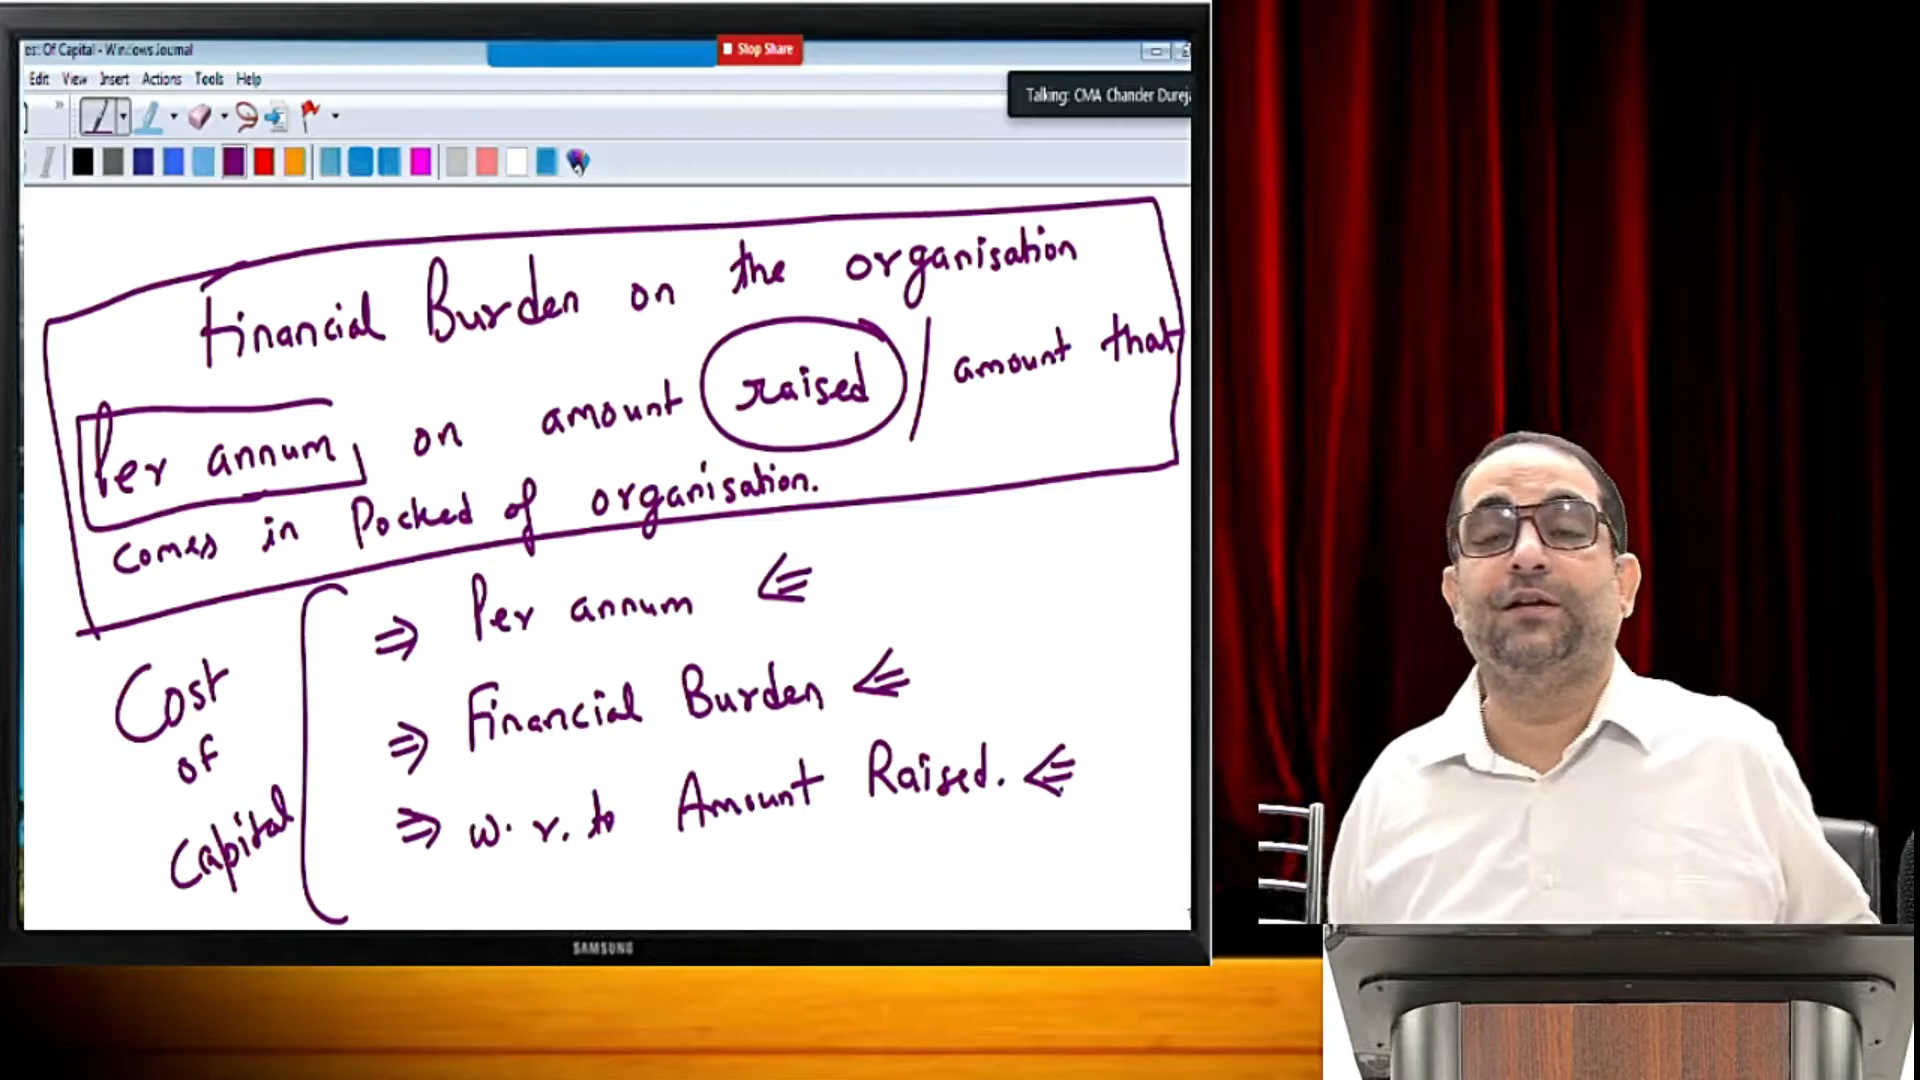 es: Of Capital - Windows Journal
Stop Share
Edit View Insert Actions Tools Help
Talking: CMA Chander Dureja
Financial Burden on the organisation
Per annum, on amount raised / amount that
comes in Pocked of organisation.
Cost of Capital
⇒ Per annum ⇐
⇒ Financial Burden ⇐
⇒ w.r. to Amount Raised. ⇐
SAMSUNG